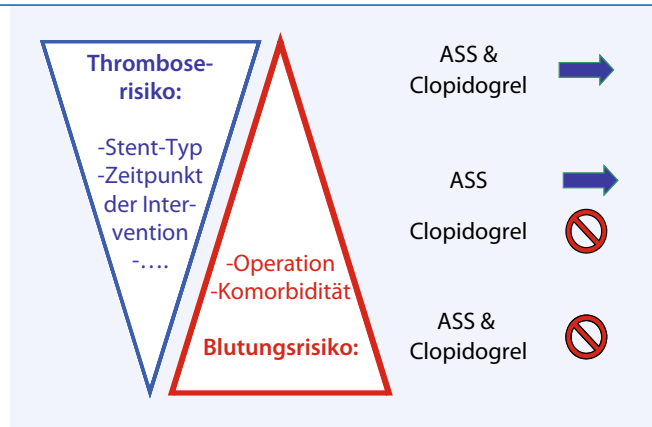 Thrombose-
risiko:
-Stent-Typ
-Zeitpunkt
der Inter-
vention
-....
-Operation
-Komorbidität
Blutungsrisiko:
ASS &
Clopidogrel
ASS
Clopidogrel
ASS &
Clopidogrel